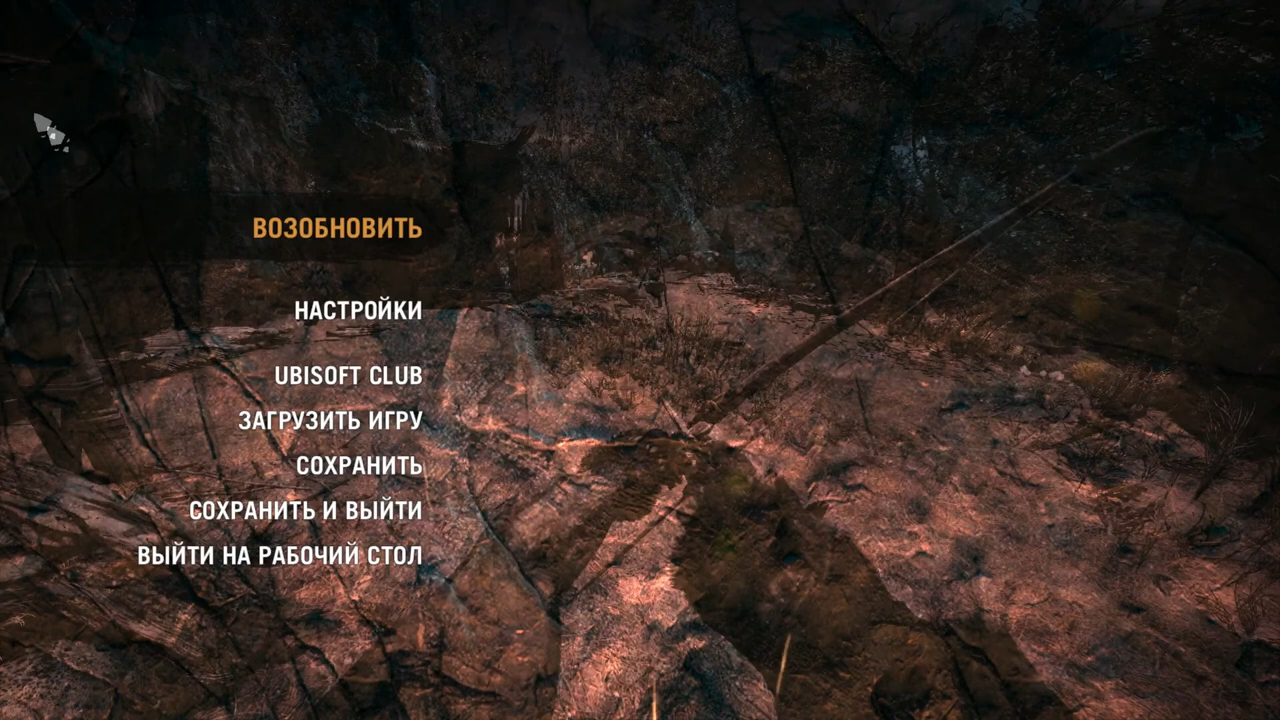 ВОЗОБНОВИТЬ
НАСТРОЙКИ
UBISOFT CLUB
ЗАГРУЗИТЬ ИГРУ
СОХРАНИТЬ
СОХРАНИТЬ И ВЫЙТИ
ВЫЙТИ НА РАБОЧИЙ СТОЛ